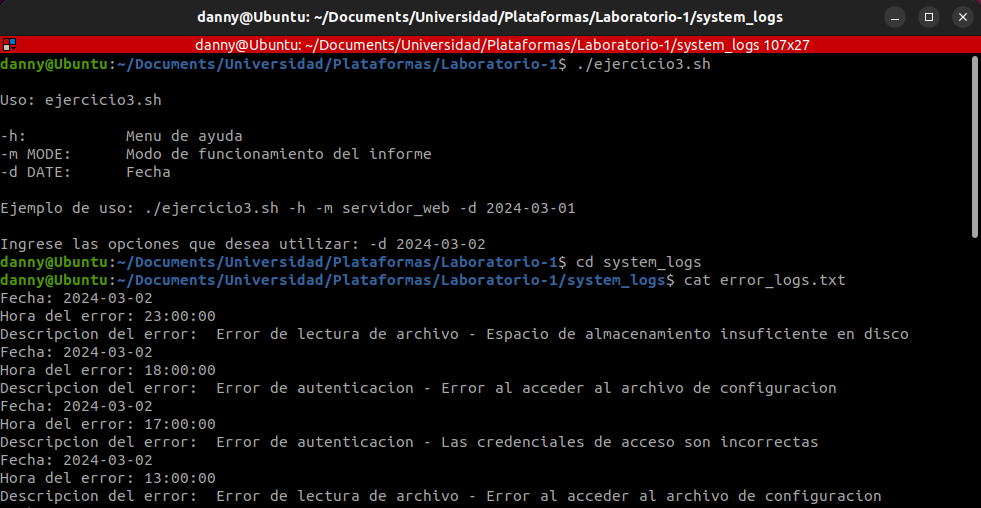 danny@Ubuntu: ~/Documents/Universidad/Plataformas/Laboratorio-1/system_logs
danny@Ubuntu: ~/Documents/Universidad/Plataformas/Laboratorio-1/system_logs 107x27
danny@Ubuntu:~/Documents/Universidad/Plataformas/Laboratorio-1$ ./ejercicio3.sh
Uso: ejercicio3.sh
-h:           Menu de ayuda
-m MODE:      Modo de funcionamiento del informe
-d DATE:      Fecha
Ejemplo de uso: ./ejercicio3.sh -h -m servidor_web -d 2024-03-01
Ingrese las opciones que desea utilizar: -d 2024-03-02
danny@Ubuntu:~/Documents/Universidad/Plataformas/Laboratorio-1$ cd system_logs
danny@Ubuntu:~/Documents/Universidad/Plataformas/Laboratorio-1/system_logs$ cat error_logs.txt
Fecha: 2024-03-02
Hora del error: 23:00:00
Descripcion del error:  Error de lectura de archivo - Espacio de almacenamiento insuficiente en disco
Fecha: 2024-03-02
Hora del error: 18:00:00
Descripcion del error:  Error de autenticacion - Error al acceder al archivo de configuracion
Fecha: 2024-03-02
Hora del error: 17:00:00
Descripcion del error:  Error de autenticacion - Las credenciales de acceso son incorrectas
Fecha: 2024-03-02
Hora del error: 13:00:00
Descripcion del error:  Error de lectura de archivo - Error al acceder al archivo de configuracion